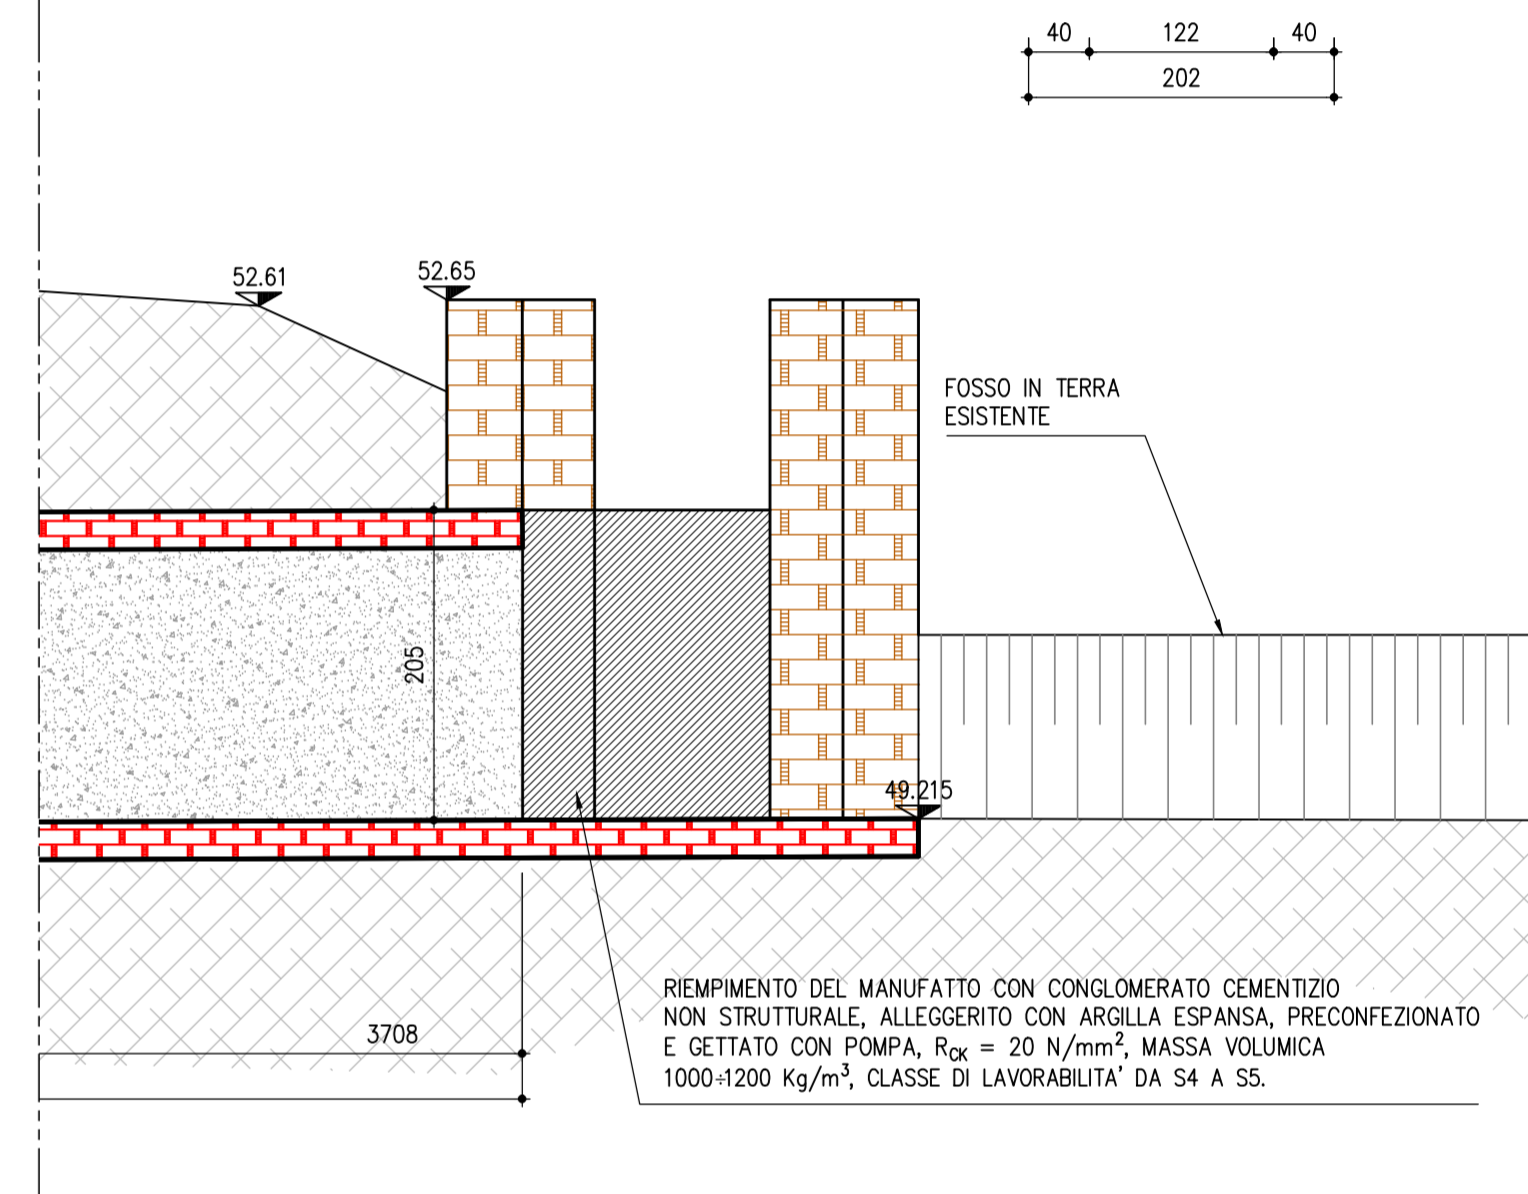 40 122 40
202
52.61
52.65
FOSSO IN TERRA
ESISTENTE
205
49.215
RIEMPIMENTO DEL MANUFATTO CON CONGLOMERATO CEMENTIZIO
NON STRUTTURALE, ALLEGGERITO CON ARGILLA ESPANSA, PRECONFEZIONATO
E GETTATO CON POMPA, R_CK = 20 N/mm², MASSA VOLUMICA
1000÷1200 Kg/m³, CLASSE DI LAVORABILITA' DA S4 A S5.
3708